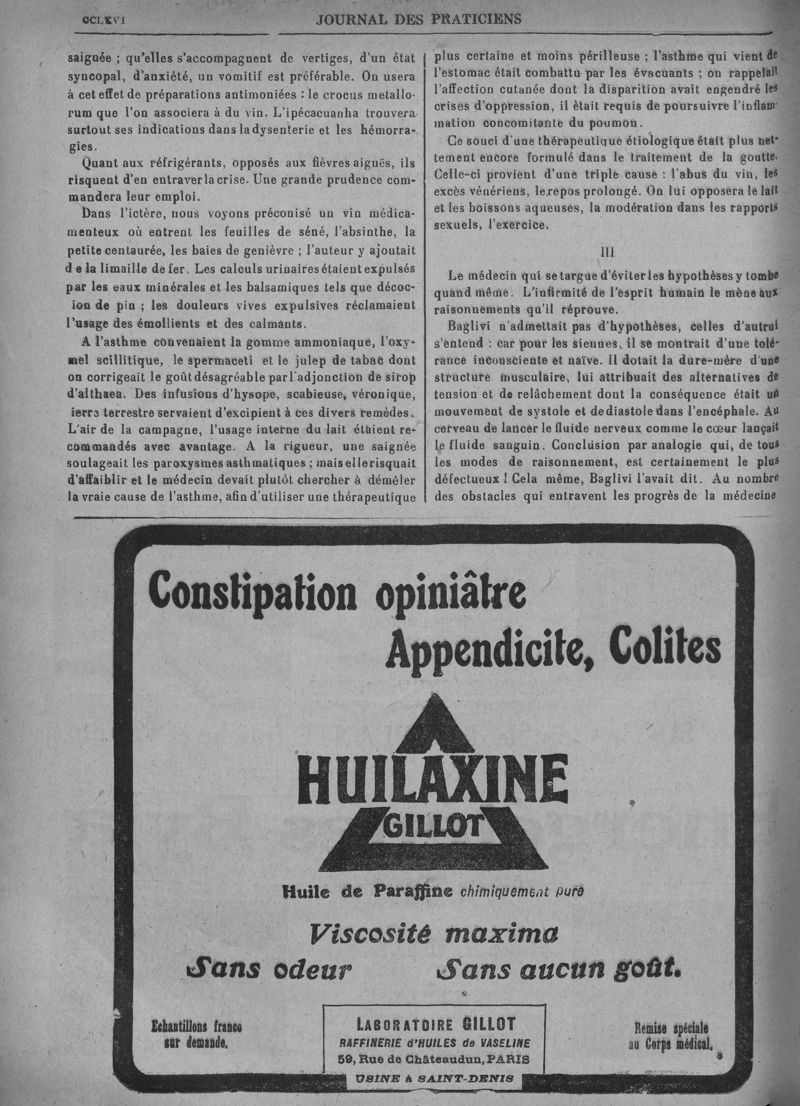 CCLXVI
JOURNAL DES PRATICIENS
saignée ; qu'elles s'accompagnent de vertiges, d'un état
syncopal, d'anxiété, un vomitif est préférable. On usera
à cet effet de préparations antimoniées : le crocus metallo-
rum que l'on associera à du vin. L'ipécacuanha trouvera
surtout ses indications dans la dysenterie et les hémorra-
gies.
Quant aux réfrigérants, opposés aux fièvres aiguës, ils
risquent d'en entraver la crise. Une grande prudence com-
mandera leur emploi.
Dans l'ictère, nous voyons préconisé un vin médica-
menteux où entrent les feuilles de séné, l'absinthe, la
petite centaurée, les baies de genièvre ; l'auteur y ajoutait
de la limaille de fer. Les calculs urinaires étaient expulsés
par les eaux minérales et les balsamiques tels que décoc-
ion de pin ; les douleurs vives expulsives réclamaient
l'usage des émollients et des calmants.
A l'asthme convenaient la gomme ammoniaque, l'oxy-
mel scillitique, le spermaceti et le julep de tabac dont
on corrigeait le goût désagréable par l'adjonction de sirop
d'althaea. Des infusions d'hysope, scabieuse, véronique,
ierre terrestre servaient d'excipient à ces divers remèdes.
L'air de la campagne, l'usage interne du lait étaient re-
commandés avec avantage. A la rigueur, une saignée
soulageait les paroxysmes asthmatiques ; mais elle risquait
d'affaiblir et le médecin devait plutôt chercher à démêler
la vraie cause de l'asthme, afin d'utiliser une thérapeutique
plus certaine et moins périlleuse ; l'asthme qui vient de
l'estomac était combattu par les évacuants ; on rappelait
l'affection cutanée dont la disparition avait engendré les
crises d'oppression, il était requis de poursuivre l'inflam-
mation concomitante du poumon.
Ce souci d'une thérapeutique étiologique était plus net-
tement encore formulé dans le traitement de la goutte.
Celle-ci provient d'une triple cause : l'abus du vin, les
excès vénériens, le repos prolongé. On lui opposera le lait
et les boissons aqueuses, la modération dans les rapports
sexuels, l'exercice.
III
Le médecin qui se targue d'éviter les hypothèses y tombe
quand même. L'infirmité de l'esprit humain le mène aux
raisonnements qu'il réprouve.
Baglivi n'admettait pas d'hypothèses, celles d'autrui
s'entend : car pour les siennes, il se montrait d'une tolé-
rance inconsciente et naïve. Il dotait la dure-mère d'une
structure musculaire, lui attribuait des alternatives de
tension et de relâchement dont la conséquence était un
mouvement de systole et de diastole dans l'encéphale. Au
cerveau de lancer le fluide nerveux comme le cœur lançait
le fluide sanguin. Conclusion par analogie qui, de tous
les modes de raisonnement, est certainement le plus
défectueux ! Cela même, Baglivi l'avait dit. Au nombre
des obstacles qui entravent les progrès de la médecine
Constipation opiniâtre
Appendicite, Colites
HUILAXINE
GILLOT
Huile de Paraffine chimiquement pure
Viscosité maxima
Sans odeur Sans aucun goût.
Echantillons franco
sur demande.
LABORATOIRE GILLOT
RAFFINERIE d'HUILES de VASELINE
59, Rue de Châteaudun, PARIS
USINE à SAINT-DENIS
Remise spéciale
au Corps médical.